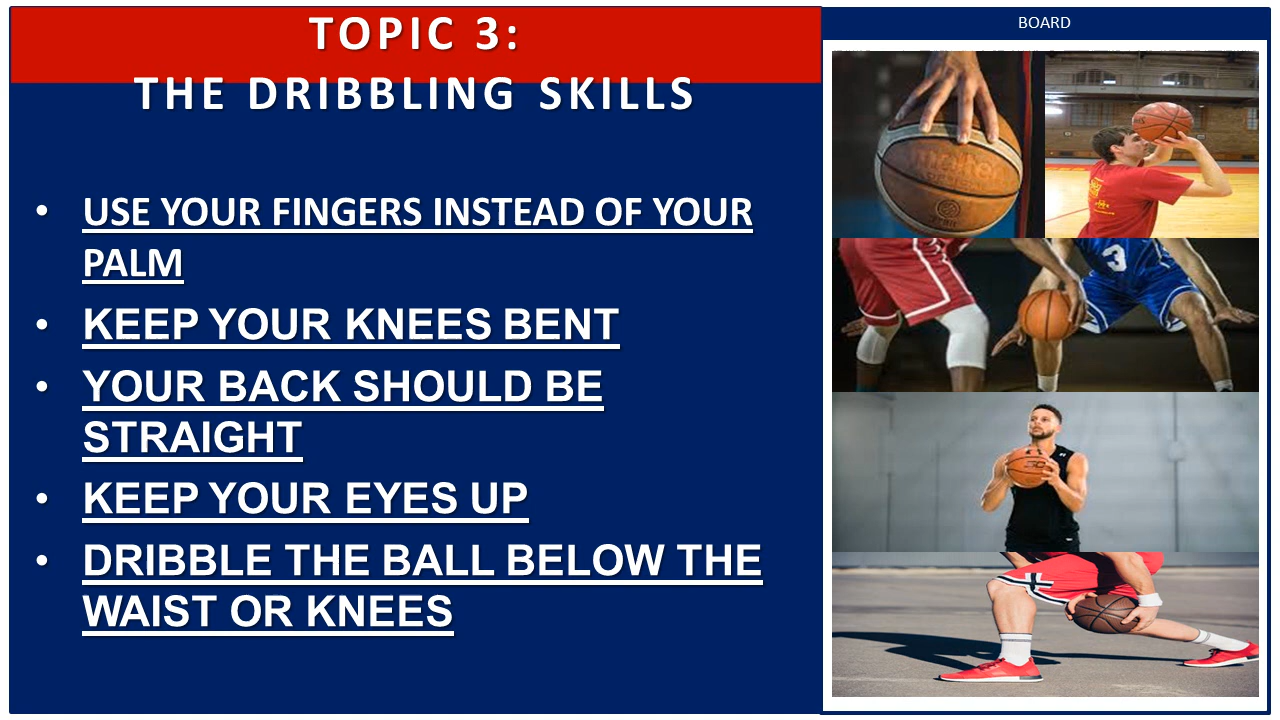 TOPIC 3:
THE DRIBBLING SKILLS
BOARD
• USE YOUR FINGERS INSTEAD OF YOUR
PALM
• KEEP YOUR KNEES BENT
• YOUR BACK SHOULD BE
STRAIGHT
• KEEP YOUR EYES UP
• DRIBBLE THE BALL BELOW THE
WAIST OR KNEES
molten
3